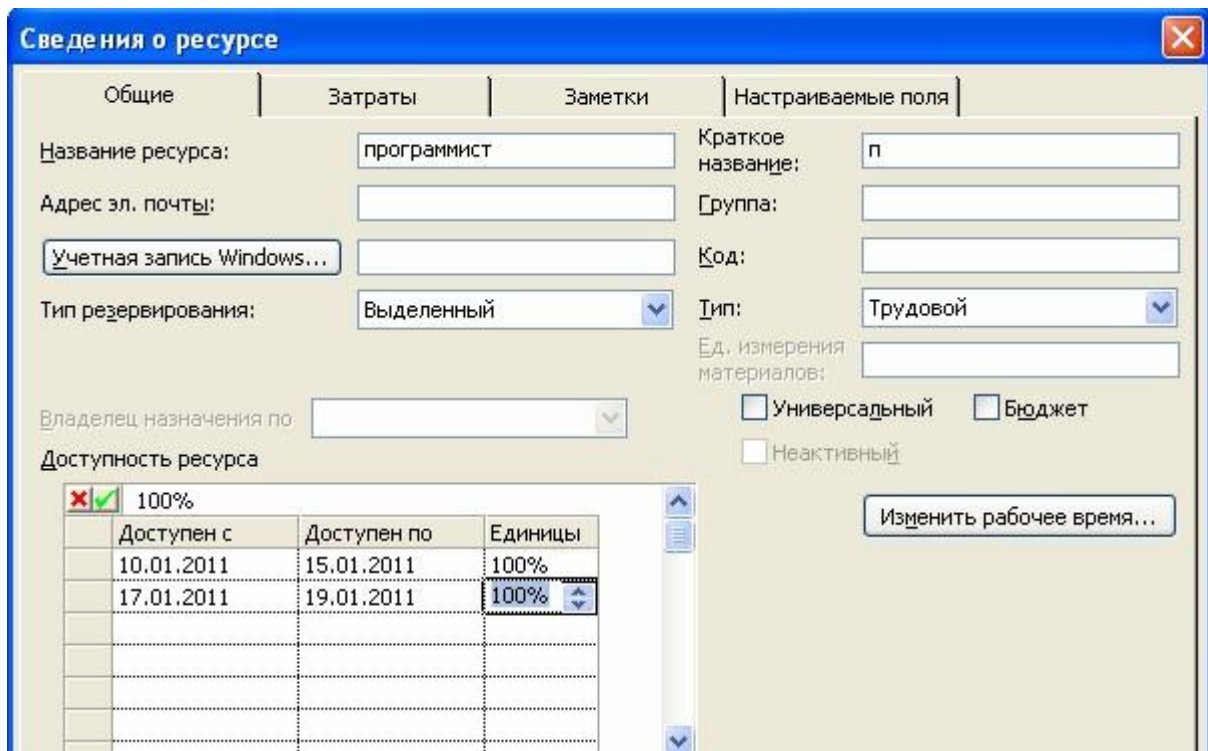 Сведения о ресурсе
Общие Затраты Заметки Настраиваемые поля
Название ресурса: программист Краткое название: п
Адрес эл. почты: Группа:
Учетная запись Windows... Код:
Тип резервирования: Выделенный Тип: Трудовой
Ед. измерения материалов:
Универсальный Бюджет
Владелец назначения по
Неактивный
Доступность ресурса
100%
Изменить рабочее время...
Доступен с Доступен по Единицы
10.01.2011 15.01.2011 100%
17.01.2011 19.01.2011 100%